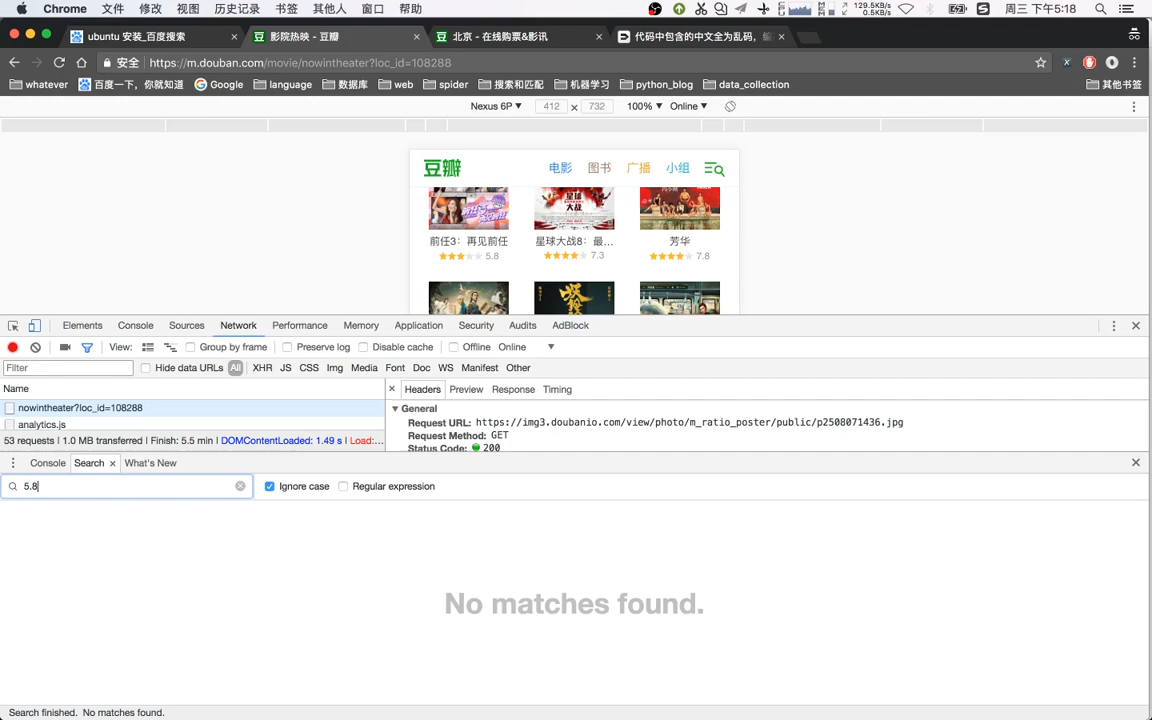 Chrome 文件 修改 视图 历史记录 书签 其他人 窗口 帮助 129.5KB/s 0.5KB/s 周三 下午5:18
ubuntu 安装_百度搜索 × 影院热映 - 豆瓣 × 北京 - 在线购票&影讯 × 代码中包含的中文全为乱码，编 ×
安全 https://m.douban.com/movie/nowintheater?loc_id=108288
whatever 百度一下，你就知道 Google language 数据库 web spider 搜索和匹配 机器学习 python_blog data_collection 其他书签
Nexus 6P ▼ 412 × 732 100% ▼ Online ▼
豆瓣 电影 图书 广播 小组
星球大战
前任3：再见前任 星球大战8：最... 芳华
5.8 7.3 7.8
Elements Console Sources Network Performance Memory Application Security Audits AdBlock
View: Group by frame Preserve log Disable cache Offline Online ▼
Filter Hide data URLs All XHR JS CSS Img Media Font Doc WS Manifest Other
Name × Headers Preview Response Timing
nowintheater?loc_id=108288
▼ General
analytics.js
Request URL: https://img3.doubanio.com/view/photo/m_ratio_poster/public/p2508071436.jpg
Request Method: GET
53 requests | 1.0 MB transferred | Finish: 5.5 min | DOMContentLoaded: 1.49 s | Load:...
Status Code: 200
Console Search × What's New
5.8 Ignore case Regular expression
No matches found.
Search finished. No matches found.